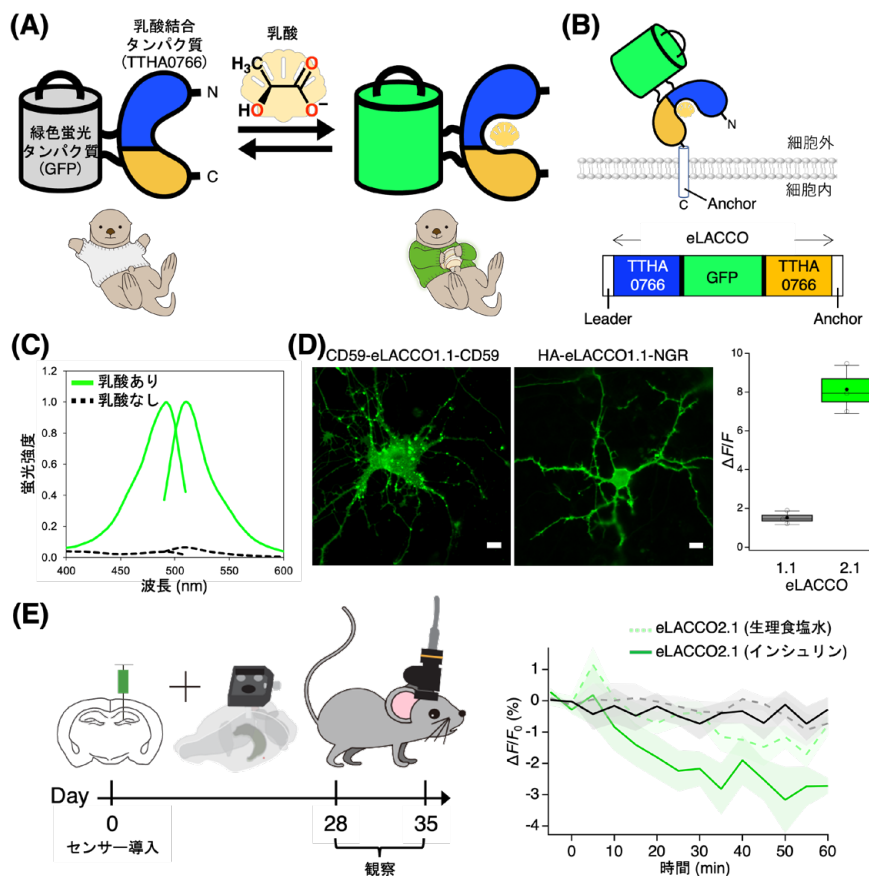 (A)
乳酸結合
タンパク質
(TTHA0766)
乳酸
H₃C
O
HO
O⁻
N
C
緑色蛍光
タンパク質
(GFP)
(B)
N
細胞外
細胞内
C
Anchor
eLACCO
TTHA
0766
GFP
TTHA
0766
Leader
Anchor
(C)
乳酸あり
乳酸なし
蛍光強度
1.2
1.0
0.8
0.6
0.4
0.2
0.0
400
450
500
550
600
波長 (nm)
(D)
CD59-eLACCO1.1-CD59
HA-eLACCO1.1-NGR
ΔF/F
10
8
6
4
2
0
1.1
2.1
eLACCO
(E)
Day
0
28
35
センサー導入
観察
eLACCO2.1 (生理食塩水)
eLACCO2.1 (インシュリン)
ΔF/F₀ (%)
1
0
-1
-2
-3
-4
0
10
20
30
40
50
60
時間 (min)